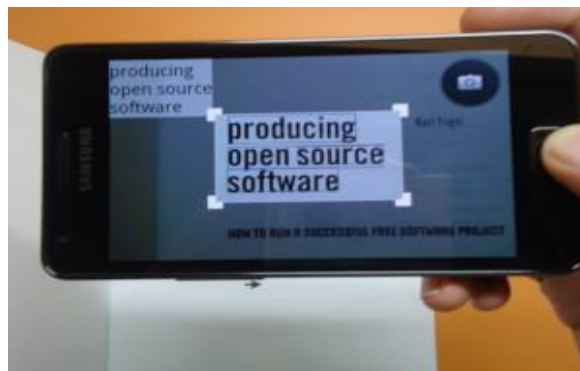 producing
open source
software
producing
open source
software
Karl Fogel
HOW TO RUN A SUCCESSFUL FREE SOFTWARE PROJECT
SAMSUNG